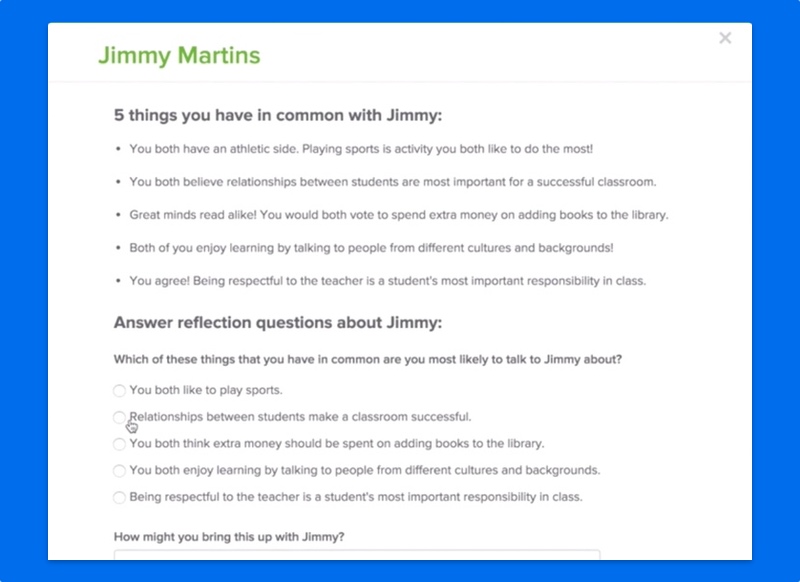 Jimmy Martins
5 things you have in common with Jimmy:
• You both have an athletic side. Playing sports is activity you both like to do the most!
• You both believe relationships between students are most important for a successful classroom.
• Great minds read alike! You would both vote to spend extra money on adding books to the library.
• Both of you enjoy learning by talking to people from different cultures and backgrounds!
• You agree! Being respectful to the teacher is a student's most important responsibility in class.
Answer reflection questions about Jimmy:
Which of these things that you have in common are you most likely to talk to Jimmy about?
You both like to play sports.
Relationships between students make a classroom successful.
You both think extra money should be spent on adding books to the library.
You both enjoy learning by talking to people from different cultures and backgrounds.
Being respectful to the teacher is a student's most important responsibility in class.
How might you bring this up with Jimmy?